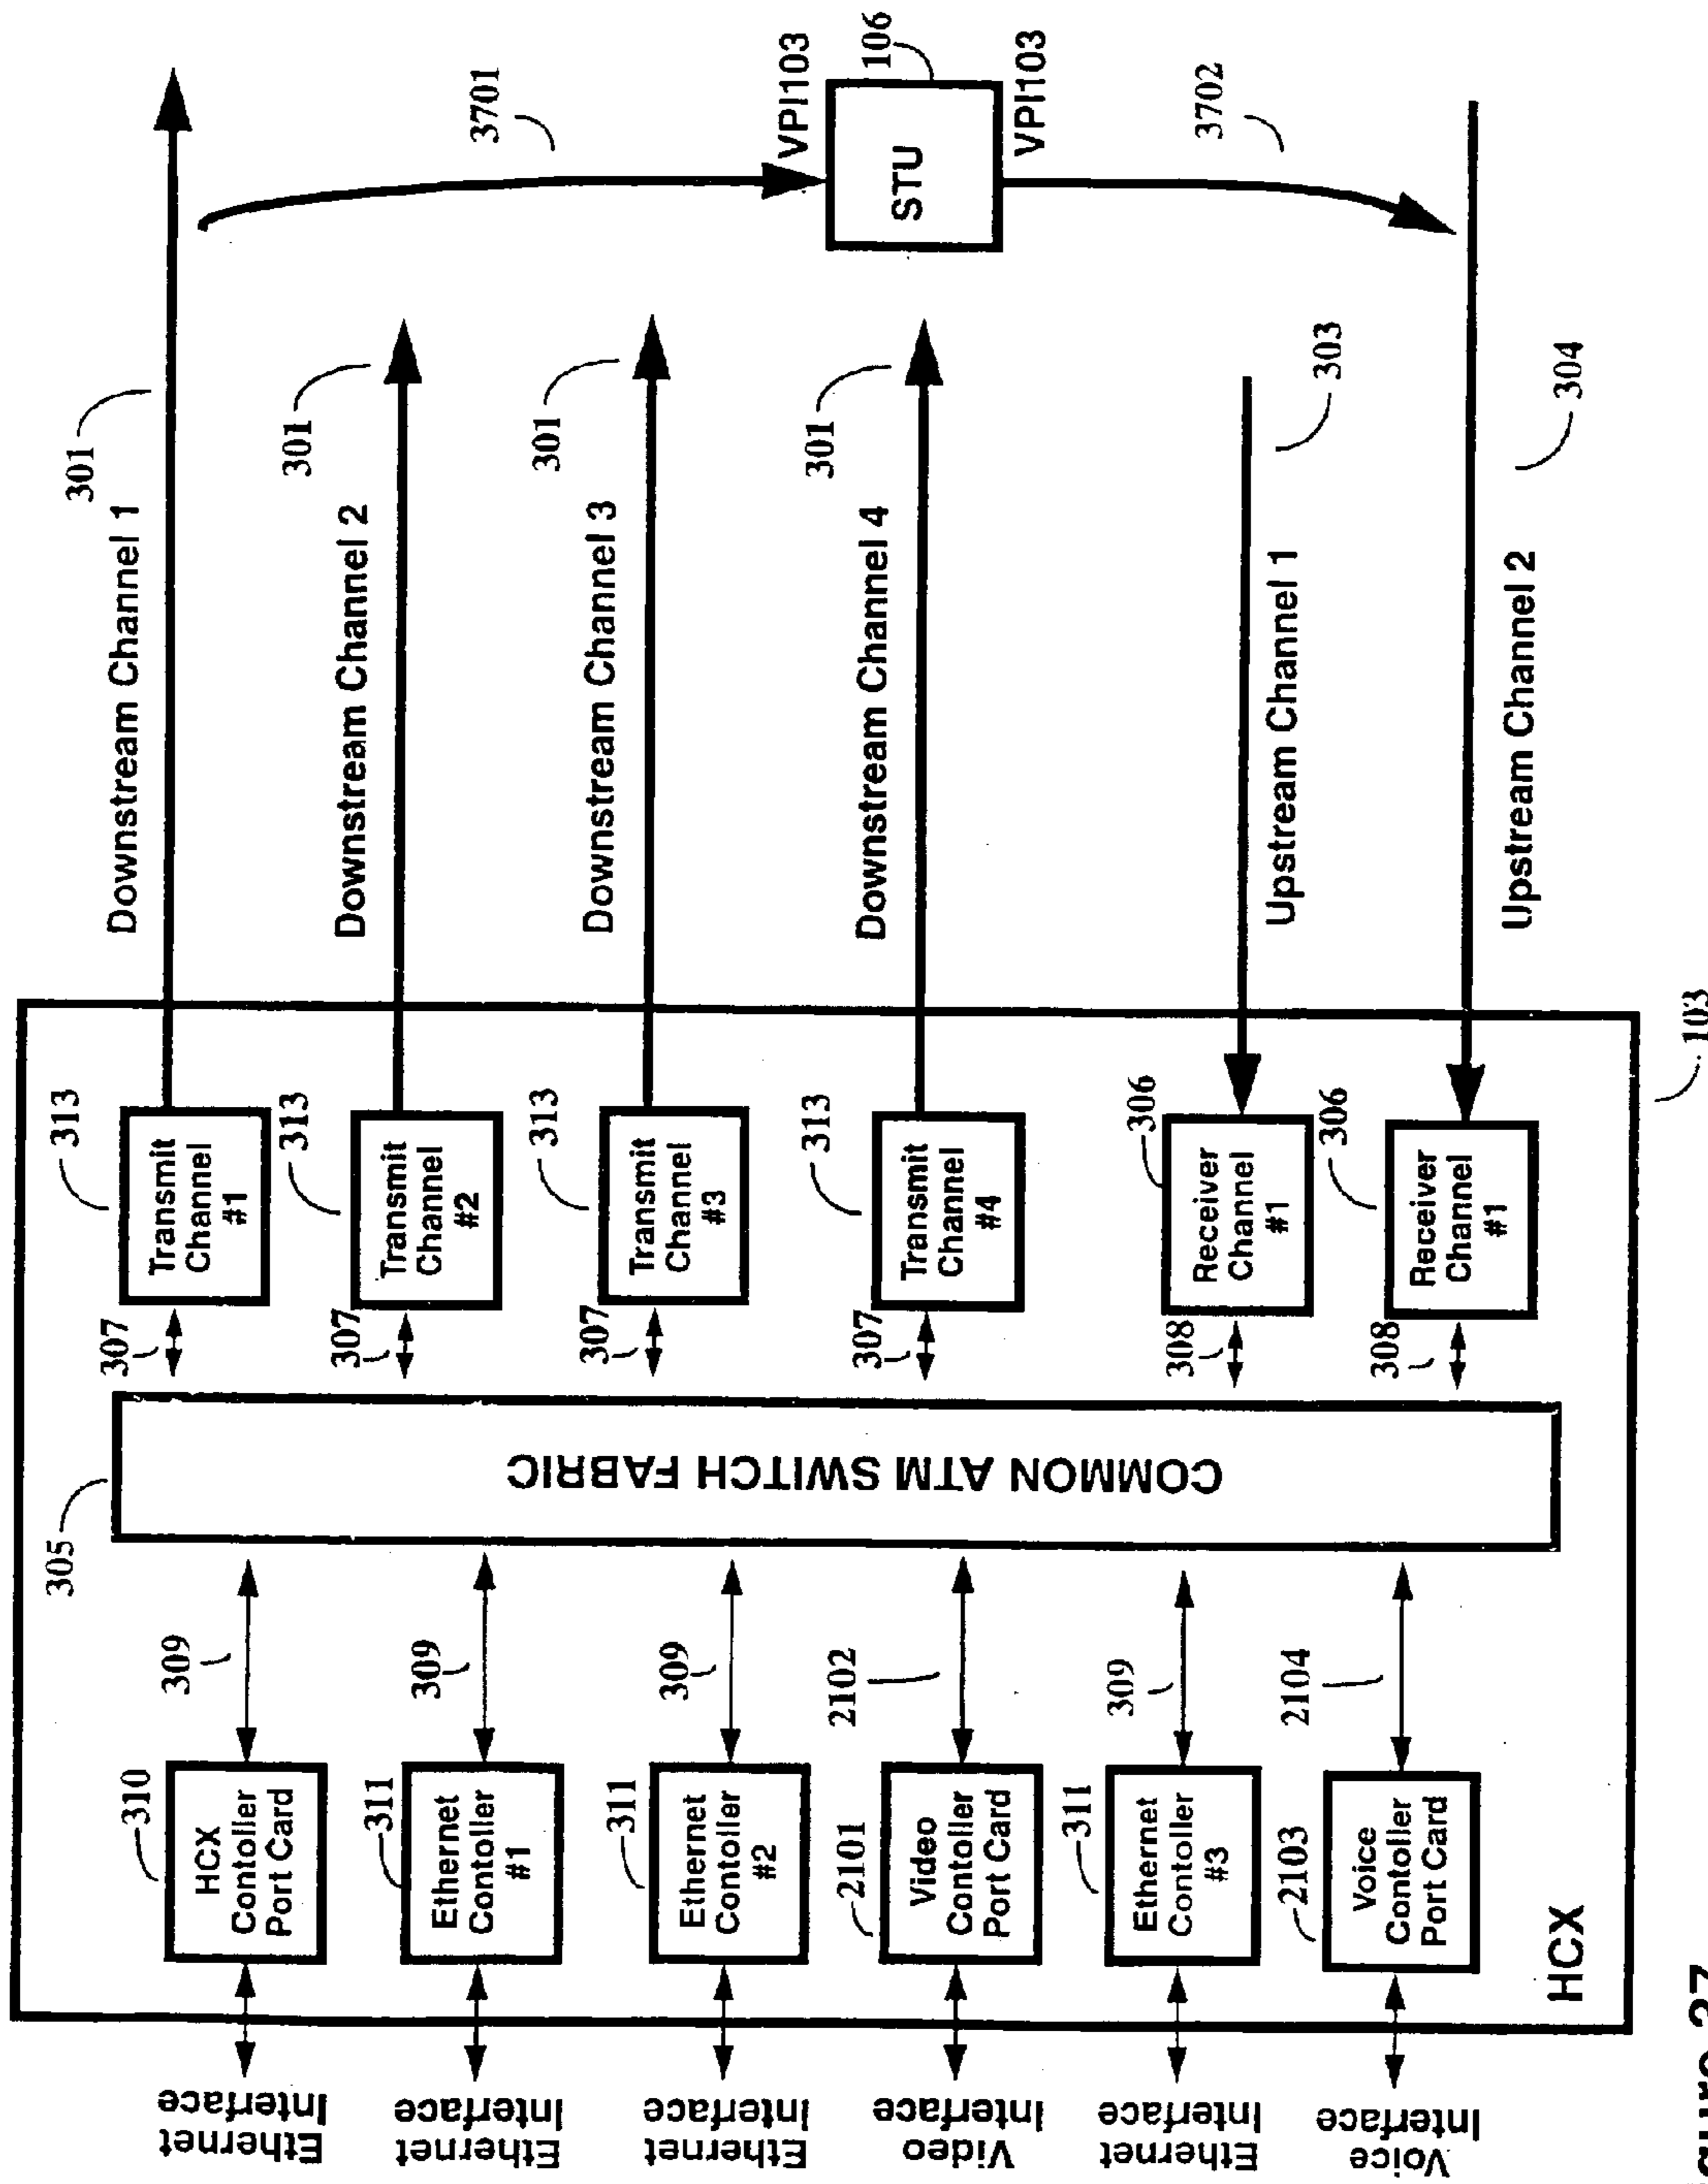 Ethernet
Interface
Ethernet
Interface
Ethernet
Interface
Video
Interface
Ethernet
Interface
Voice
Interface
310
HCX
Contoller
Port Card
311
Ethernet
Contoller
#1
311
Ethernet
Contoller
#2
2101
Video
Contoller
Port Card
311
Ethernet
Contoller
#3
2103
Voice
Contoller
Port Card
HCX
309
309
309
2102
309
2104
305
COMMON ATM SWITCH FABRIC
307
307
307
307
308
308
313
Transmit
Channel
#1
313
Transmit
Channel
#2
313
Transmit
Channel
#3
313
Transmit
Channel
#4
306
Receiver
Channel
#1
306
Receiver
Channel
#1
103
Downstream Channel 1
301
Downstream Channel 2
301
Downstream Channel 3
301
Downstream Channel 4
301
Upstream Channel 1
303
Upstream Channel 2
304
3701
VPI103
STU
106
VPI103
3702